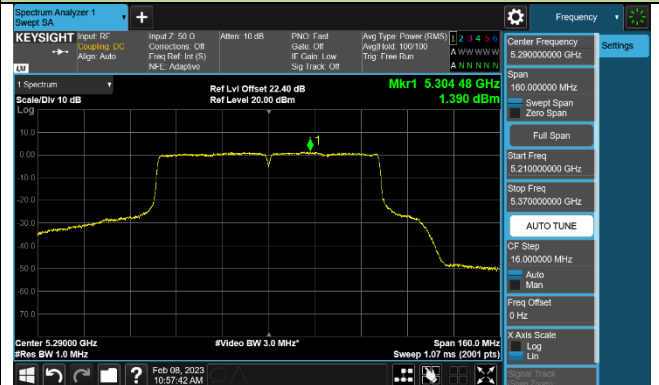 Spectrum Analyzer 1
Swept SA
Frequency
KEYSIGHT
Input: RF
Coupling: DC
Align: Auto
Input Z: 50 Ω
Corrections: Off
Freq Ref: Int (S)
NFE: Adaptive
Atten: 10 dB
PNO: Fast
Gate: Off
IF Gain: Low
Sig Track: Off
Avg Type: Power (RMS)
Avg|Hold: 100/100
Trig: Free Run
1 2 3 4 5 6
A W W W W W
A N N N N N
LXI
Center Frequency
5.290000000 GHz
Settings
Span
160.000000 MHz
Swept Span
Zero Span
Full Span
Start Freq
5.210000000 GHz
Stop Freq
5.370000000 GHz
AUTO TUNE
CF Step
16.000000 MHz
Auto
Man
Freq Offset
0 Hz
X Axis Scale
Log
Lin
Signal Track
(Span Zoom)
1 Spectrum
Scale/Div 10 dB
Log
Ref Lvl Offset 22.40 dB
Ref Level 20.00 dBm
Mkr1 5.304 48 GHz
1.390 dBm
1
10.0
0.00
-10.0
-20.0
-30.0
-40.0
-50.0
-60.0
-70.0
Center 5.29000 GHz
#Res BW 1.0 MHz
#Video BW 3.0 MHz*
Span 160.0 MHz
Sweep 1.07 ms (2001 pts)
?
Feb 08, 2023
10:57:42 AM